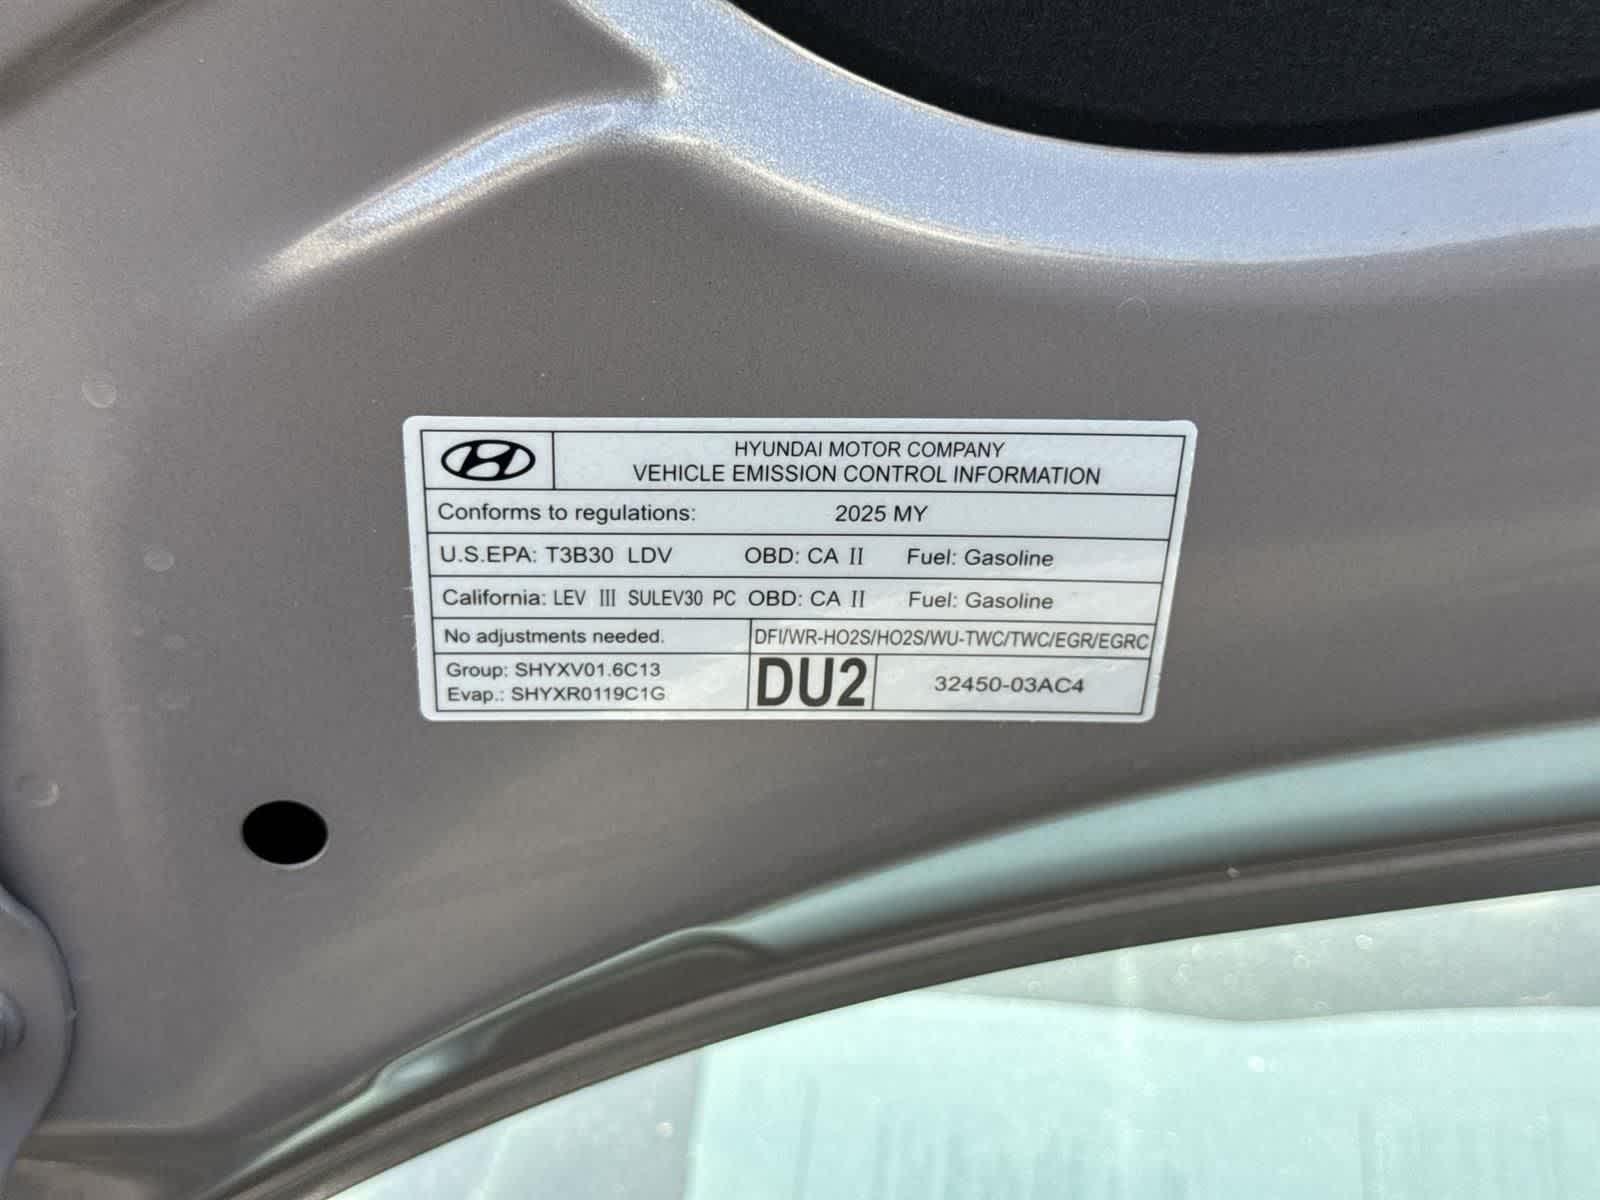 HYUNDAI MOTOR COMPANY
VEHICLE EMISSION CONTROL INFORMATION
Conforms to regulations: 2025 MY
U.S.EPA: T3B30 LDV OBD: CA II Fuel: Gasoline
California: LEV III SULEV30 PC OBD: CA II Fuel: Gasoline
No adjustments needed. DFI/WR-HO2S/HO2S/WU-TWC/TWC/EGR/EGRC
Group: SHYXV01.6C13
Evap.: SHYXR0119C1G
DU2 32450-03AC4